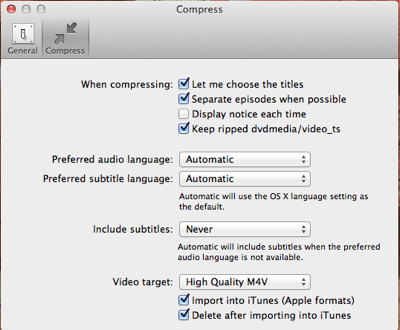 Compress
General Compress
When compressing: Let me choose the titles
Separate episodes when possible
Display notice each time
Keep ripped dvdmedia/video_ts
Preferred audio language: Automatic
Preferred subtitle language: Automatic
Automatic will use the OS X language setting as
the default.
Include subtitles: Never
Automatic will include subtitles when the preferred
audio language is not available.
Video target: High Quality M4V
Import into iTunes (Apple formats)
Delete after importing into iTunes